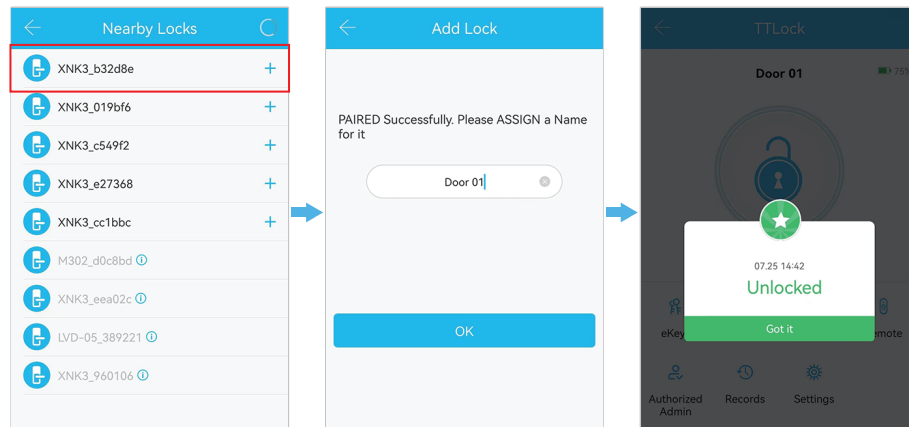 Nearby Locks
XNK3_b32d8e
XNK3_019bf6
XNK3_c549f2
XNK3_e27368
XNK3_cc1bbc
M302_d0c8bd
XNK3_eea02c
LVD-05_389221
XNK3_960106
Add Lock
PAIRED Successfully. Please ASSIGN a Name
for it
Door 01
OK
TTLock
Door 01
75%
07.25 14:42
Unlocked
Got it
eKey
emote
Authorized
Admin
Records
Settings